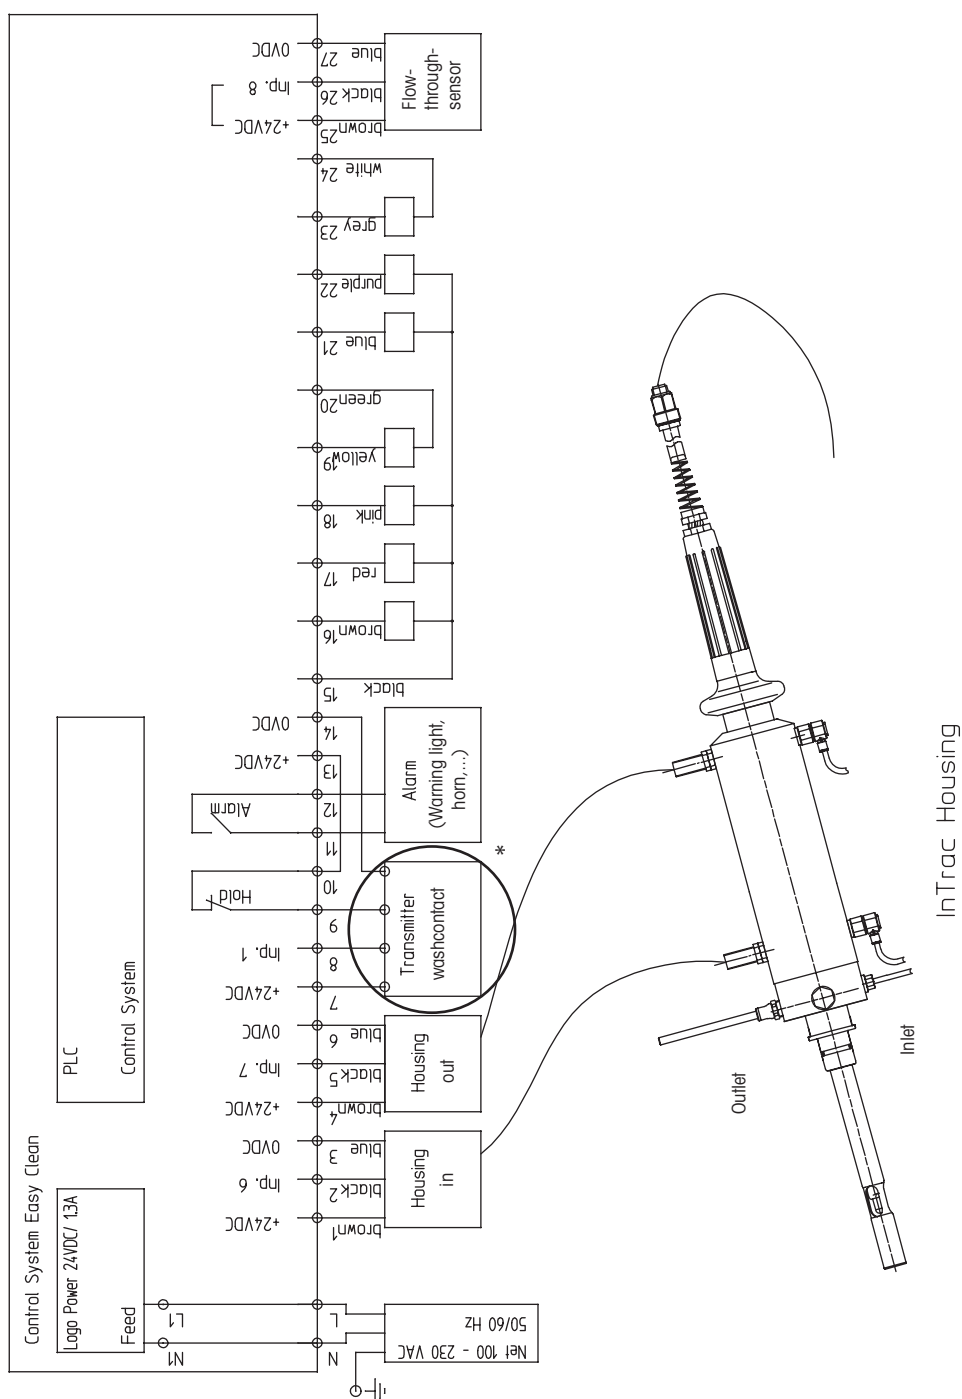 Control System Easy Clean
Logo Power 24VDC/ 1.3A
Feed
PLC
Control System
N1
L1
N
L
Net 100 - 230 VAC
50/60 Hz
+24VDC
brown
1
Inp. 6
black
2
0VDC
blue
3
Housing
in
+24VDC
brown
4
Inp. 7
black
5
0VDC
blue
6
Housing
out
+24VDC
7
Inp. 1
8
Hold
9
10
Transmitter
washcontact
*
Alarm
11
12
+24VDC
13
0VDC
14
Alarm
(Warning light,
horn,...)
15
black
16
brown
17
red
18
pink
19
yellow
20
green
21
blue
22
purple
23
grey
24
white
+24VDC
25
brown
Inp. 8
26
black
0VDC
27
blue
Flow-
through-
sensor
Outlet
Inlet
InTrac Housing